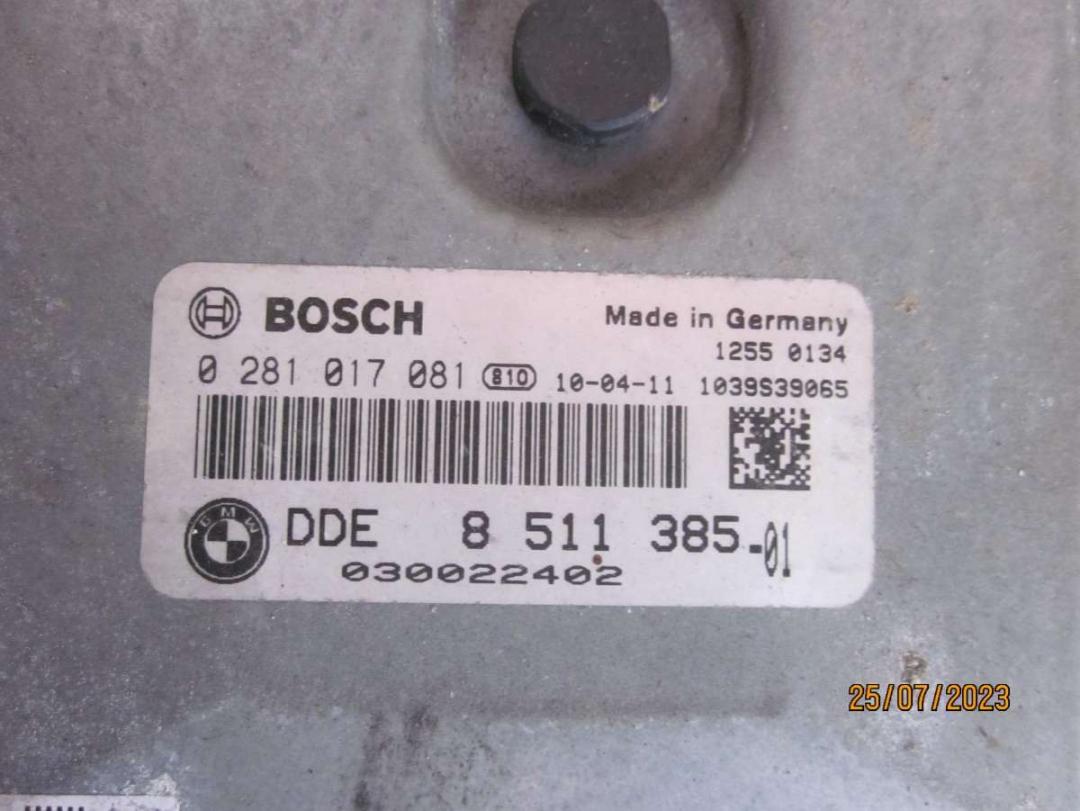 BOSCH
Made in Germany
1255 0134
0 281 017 081 810 10-04-11 1039S39065
BMW
DDE 8 511 385-01
030022402
25/07/2023